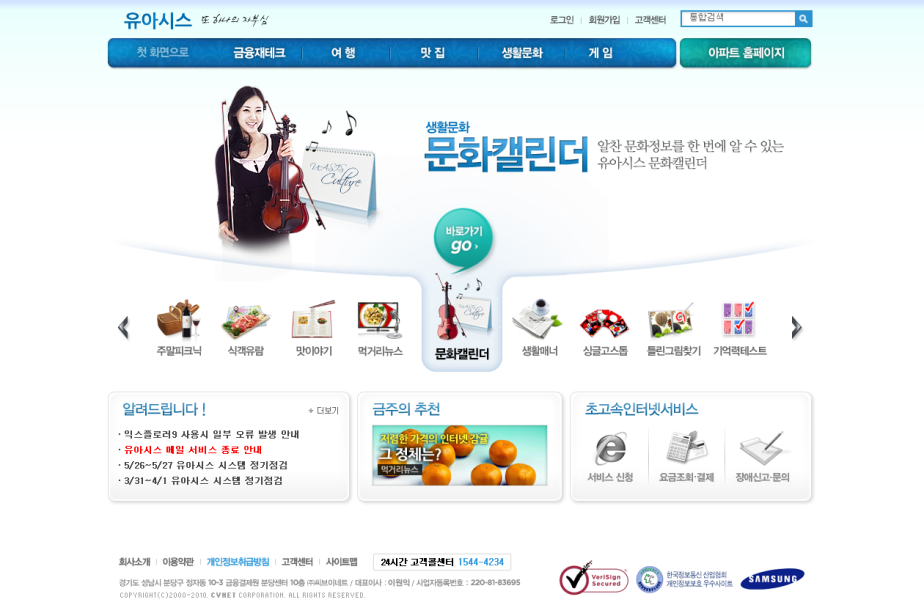 유아시스 또 하나의 자부심
로그인 회원가입 고객센터 통합검색
첫 화면으로 금융재테크 여 행 맛 집 생활문화 게 임 아파트 홈페이지
UASIS
Culture
생활문화
문화캘린더
알찬 문화정보를 한 번에 알 수 있는
유아시스 문화캘린더
바로가기
go
주말피크닉 식객유람 맛이야기 먹거리뉴스 문화캘린더 생활매너 싱글고스톱 틀린그림찾기 기억력테스트
알려드립니다 !
+ 더보기
· 익스플로러9 사용시 일부 오류 발생 안내
· 유아시스 메일 서비스 종료 안내
· 5/26~5/27 유아시스 시스템 정기점검
· 3/31~4/1 유아시스 시스템 정기점검
금주의 추천
저렴한 가격의 인터넷 감귤
그 정체는?
먹거리뉴스
초고속인터넷서비스
서비스 신청 요금조회·결제 장애신고·문의
회사소개 이용약관 개인정보취급방침 고객센터 사이트맵 24시간 고객콜센터 1544-4234
경기도 성남시 분당구 정자동 10-3 금융결제원 분당센터 10층 ㈜씨브이네트 / 대표이사 : 이원익 / 사업자등록번호 : 220-81-83695
COPYRIGHT(C)2000-2010. CVNET CORPORATION. ALL RIGHTS RESERVED.
VeriSign
Secured
한국정보통신 산업협회
개인정보보호 우수사이트
SAMSUNG